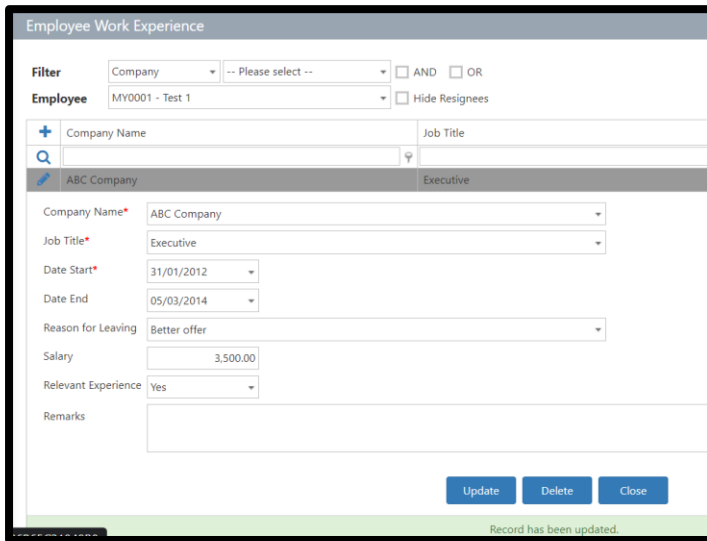 Employee Work Experience
Filter Company -- Please select -- AND OR
Employee MY0001 - Test 1 Hide Resignees
Company Name Job Title
ABC Company Executive
Company Name* ABC Company
Job Title* Executive
Date Start* 31/01/2012
Date End 05/03/2014
Reason for Leaving Better offer
Salary 3,500.00
Relevant Experience Yes
Remarks
Update Delete Close
Record has been updated.